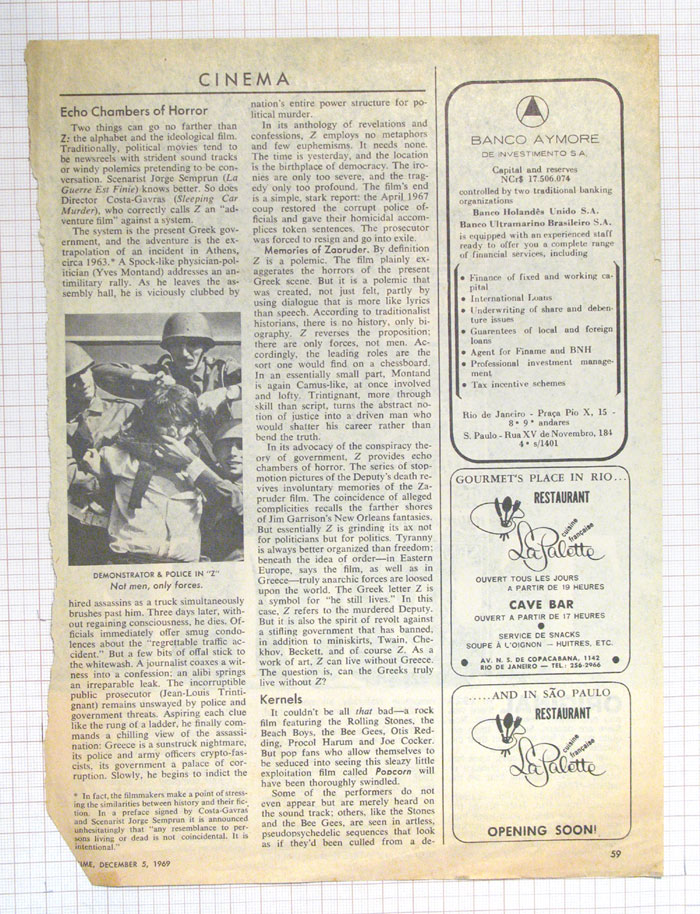 CINEMA
Echo Chambers of Horror
Two things can go no farther than
Z: the alphabet and the ideological film.
Traditionally, political movies tend to
be newsreels with strident sound tracks
or windy polemics pretending to be con-
versation. Scenarist Jorge Semprun (La
Guerre Est Finie) knows better. So does
Director Costa-Gavras (Sleeping Car
Murder), who correctly calls Z an "ad-
venture film" against a system.
The system is the present Greek gov-
ernment, and the adventure is the ex-
trapolation of an incident in Athens,
circa 1963.* A Spock-like physician-pol-
itician (Yves Montand) addresses an an-
timilitary rally. As he leaves the as-
sembly hall, he is viciously clubbed by
DEMONSTRATOR & POLICE IN "Z"
Not men, only forces.
hired assassins as a truck simultaneously
brushes past him. Three days later, with-
out regaining consciousness, he dies. Of-
ficials immediately offer smug condo-
lences about the "regrettable traffic ac-
cident." But a few bits of offal stick to
the whitewash. A journalist coaxes a wit-
ness into a confession; an alibi springs
an irreparable leak. The incorruptible
public prosecutor (Jean-Louis Trinti-
gnant) remains unswayed by police and
government threats. Aspiring each clue
like the rung of a ladder, he finally com-
mands a chilling view of the assassi-
nation: Greece is a sunstruck nightmare,
its police and army officers crypto-fas-
cists, its government a palace of cor-
ruption. Slowly, he begins to indict the
* In fact, the filmmakers make a point of stress-
ing the similarities between history and their fic-
tion. In a preface signed by Costa-Gavras
and Scenarist Jorge Semprun it is announced
unhesitatingly that "any resemblance to per-
sons living or dead is not coincidental. It is
intentional."
IME, DECEMBER 5, 1969
nation's entire power structure for po-
litical murder.
In its anthology of revelations and
confessions, Z employs no metaphors
and few euphemisms. It needs none.
The time is yesterday, and the location
is the birthplace of democracy. The iro-
nies are only too severe, and the trag-
edy only too profound. The film's end
is a simple, stark report: the April 1967
coup restored the corrupt police of-
ficials and gave their homicidal accom-
plices token sentences. The prosecutor
was forced to resign and go into exile.
Memories of Zapruder. By definition
Z is a polemic. The film plainly ex-
aggerates the horrors of the present
Greek scene. But it is a polemic that
was created, not just felt, partly by
using dialogue that is more like lyrics
than speech. According to traditionalist
historians, there is no history, only bi-
ography. Z reverses the proposition;
there are only forces, not men. Ac-
cordingly, the leading roles are the
sort one would find on a chessboard.
In an essentially small part, Montand
is again Camus-like, at once involved
and lofty. Trintignant, more through
skill than script, turns the abstract no-
tion of justice into a driven man who
would shatter his career rather than
bend the truth.
In its advocacy of the conspiracy the-
ory of government, Z provides echo
chambers of horror. The series of stop-
motion pictures of the Deputy's death re-
vives involuntary memories of the Za-
pruder film. The coincidence of alleged
complicities recalls the farther shores
of Jim Garrison's New Orleans fantasies.
But essentially Z is grinding its ax not
for politicians but for politics. Tyranny
is always better organized than freedom;
beneath the idea of order—in Eastern
Europe, says the film, as well as in
Greece—truly anarchic forces are loosed
upon the world. The Greek letter Z is
a symbol for "he still lives." In this
case, Z refers to the murdered Deputy.
But it is also the spirit of revolt against
a stifling government that has banned,
in addition to miniskirts, Twain, Che-
khov, Beckett, and of course Z. As a
work of art, Z can live without Greece.
The question is, can the Greeks truly
live without Z?
Kernels
It couldn't be all that bad—a rock
film featuring the Rolling Stones, the
Beach Boys, the Bee Gees, Otis Red-
ding, Procol Harum and Joe Cocker.
But pop fans who allow themselves to
be seduced into seeing this sleazy little
exploitation film called Popcorn will
have been thoroughly swindled.
Some of the performers do not
even appear but are merely heard on
the sound track; others, like the Stones
and the Bee Gees, are seen in artless,
pseudopsychedelic sequences that look
as if they'd been culled from a de-
BANCO AYMORE
DE INVESTIMENTO S.A.
Capital and reserves
NCr$ 17.506.074
controlled by two traditional banking
organizations
Banco Holandês Unido S.A.
Banco Ultramarino Brasileiro S.A.
is equipped with an experienced staff
ready to offer you a complete range
of financial services, including
• Finance of fixed and working ca-
pital
• International Loans
• Underwriting of share and deben-
ture issues
• Guarentees of local and foreign
loans
• Agent for Finame and BNH
• Professional investment manage-
ment
• Tax incentive schemes
Rio de Janeiro - Praça Pio X, 15 -
8º 9º andares
S. Paulo - Rua XV de Novembro, 184
4º s/1401
GOURMET'S PLACE IN RIO...
RESTAURANT
La Palette
cuisine
française
OUVERT TOUS LES JOURS
A PARTIR DE 19 HEURES
CAVE BAR
OUVERT A PARTIR DE 17 HEURES
SERVICE DE SNACKS
SOUPE À L'OIGNON — HUITRES, ETC.
AV. N. S. DE COPACABANA, 1142
RIO DE JANEIRO — TEL.: 256-2966
.....AND IN SÃO PAULO
RESTAURANT
La Palette
cuisine
française
OPENING SOON!
59